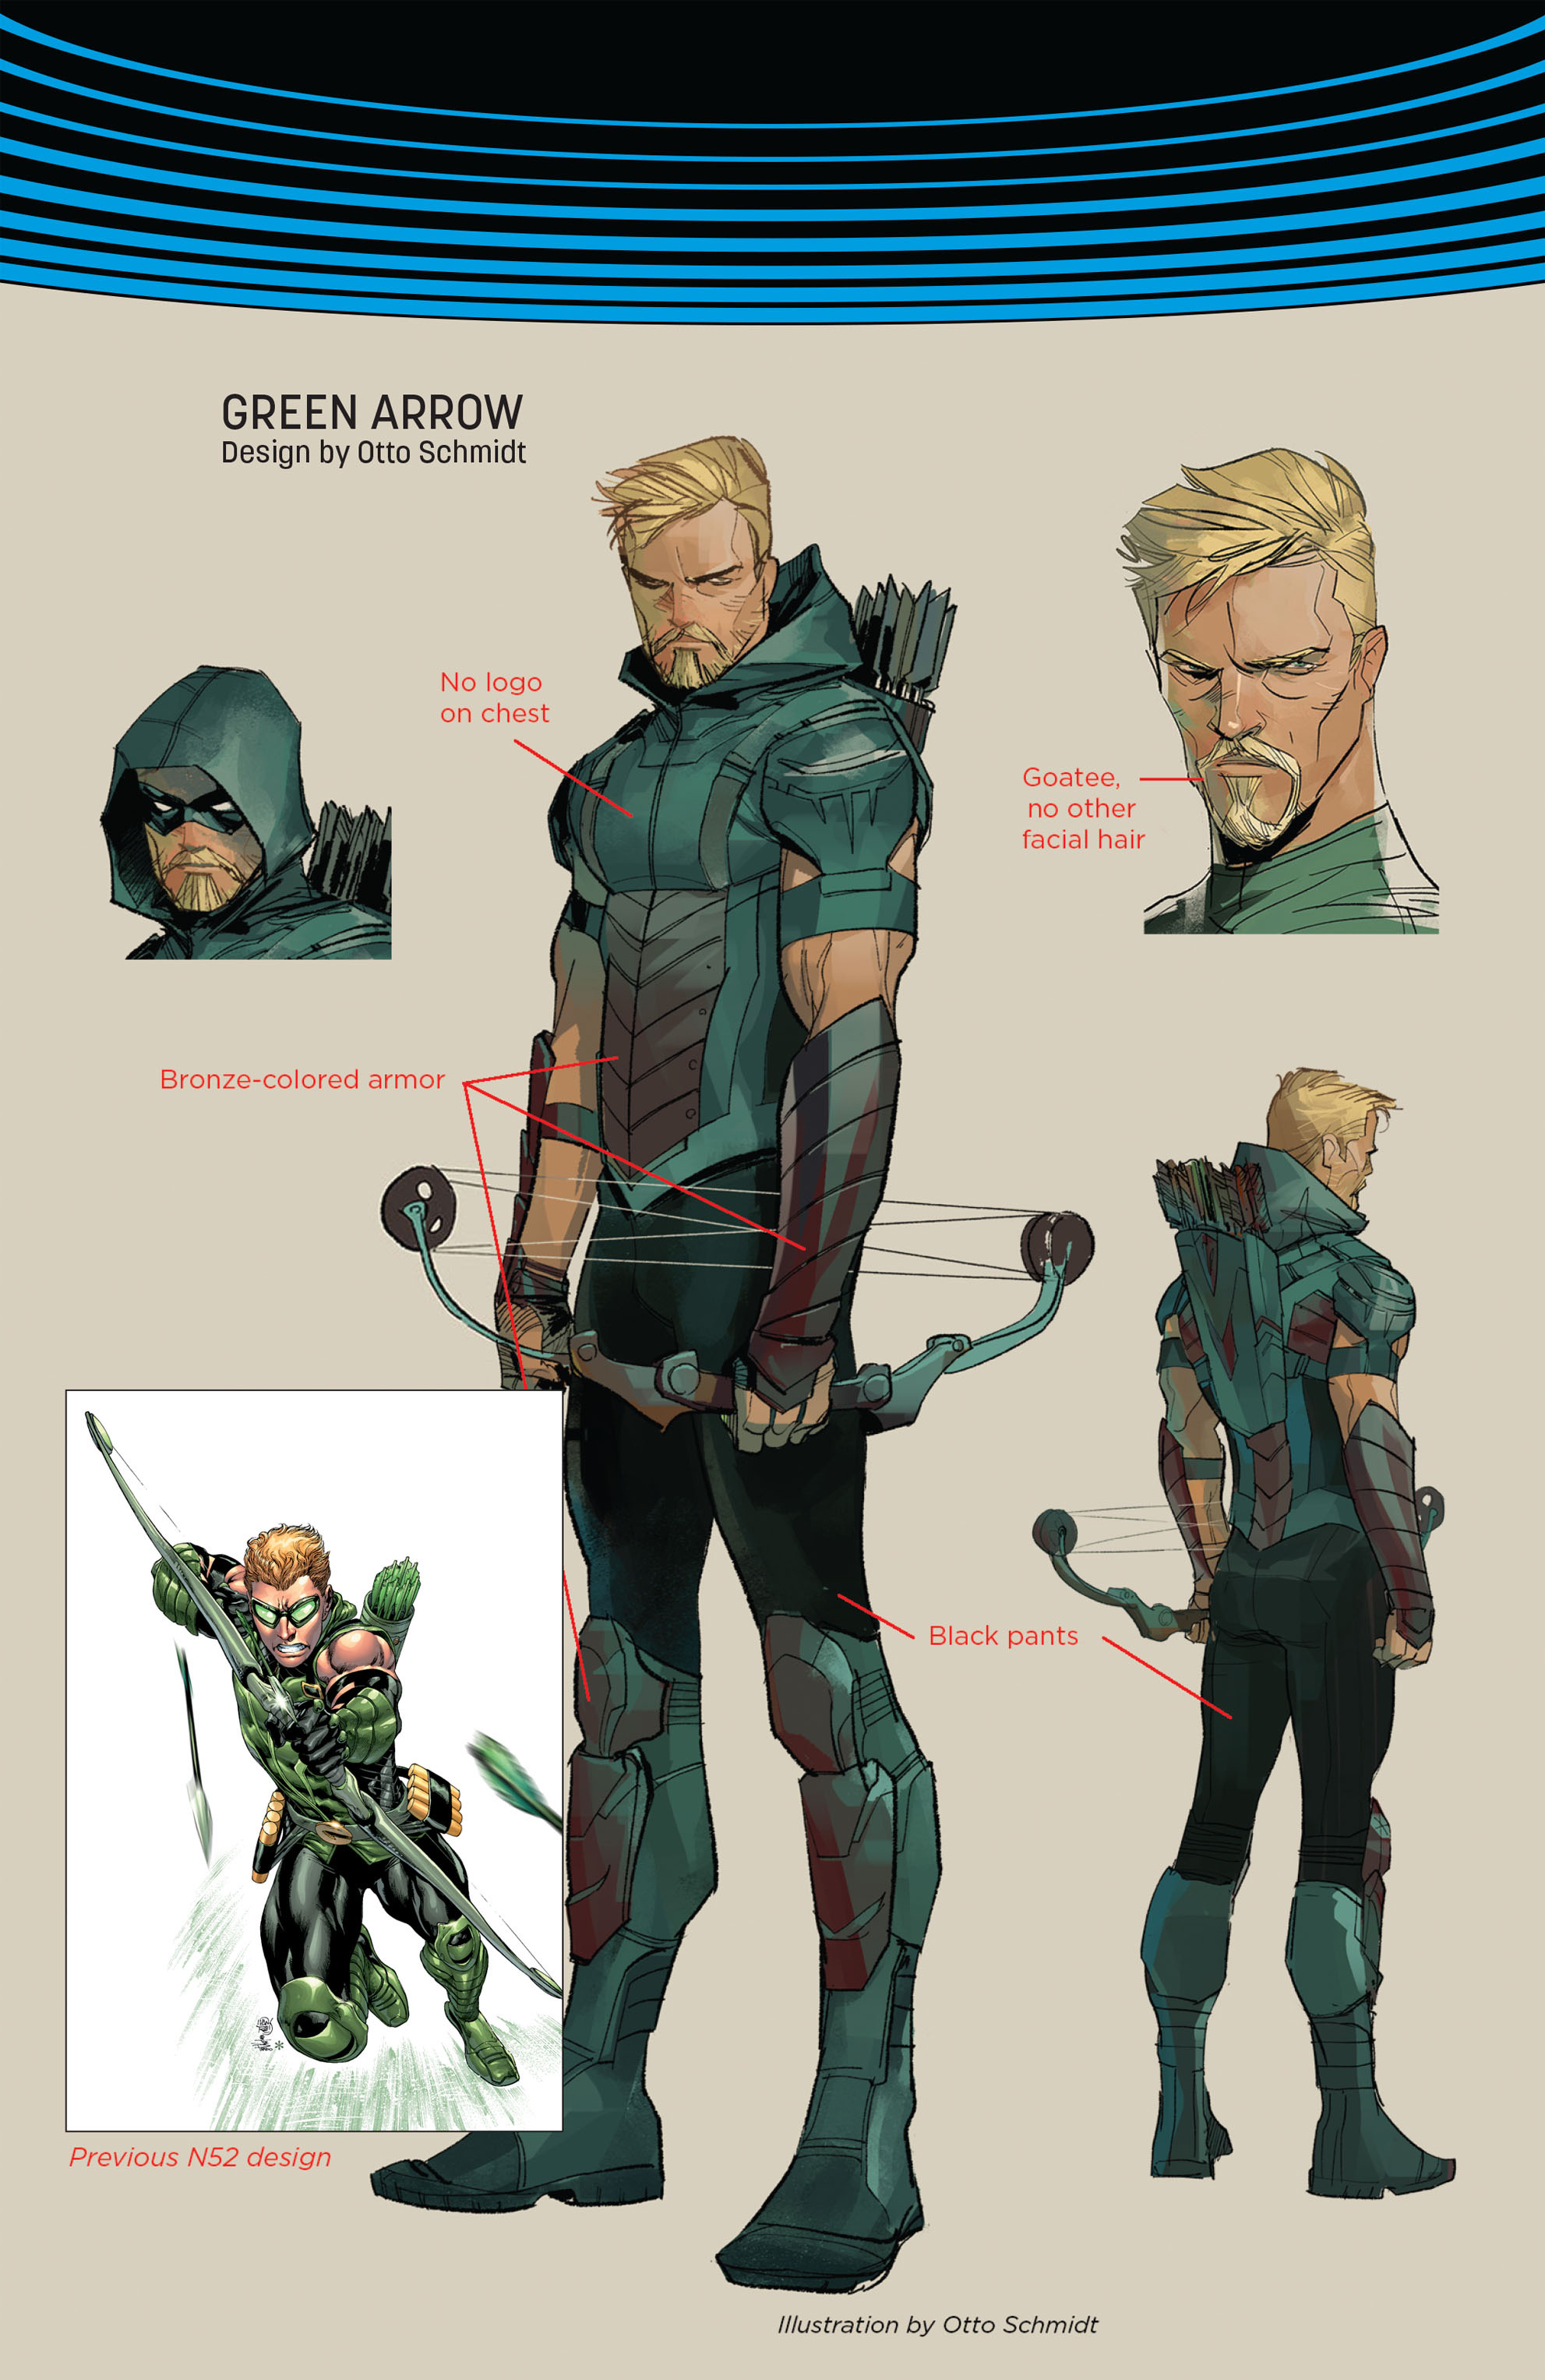 GREEN ARROW
Design by Otto Schmidt
No logo
on chest
Goatee,
no other
facial hair
Bronze-colored armor
Black pants
Previous N52 design
Illustration by Otto Schmidt